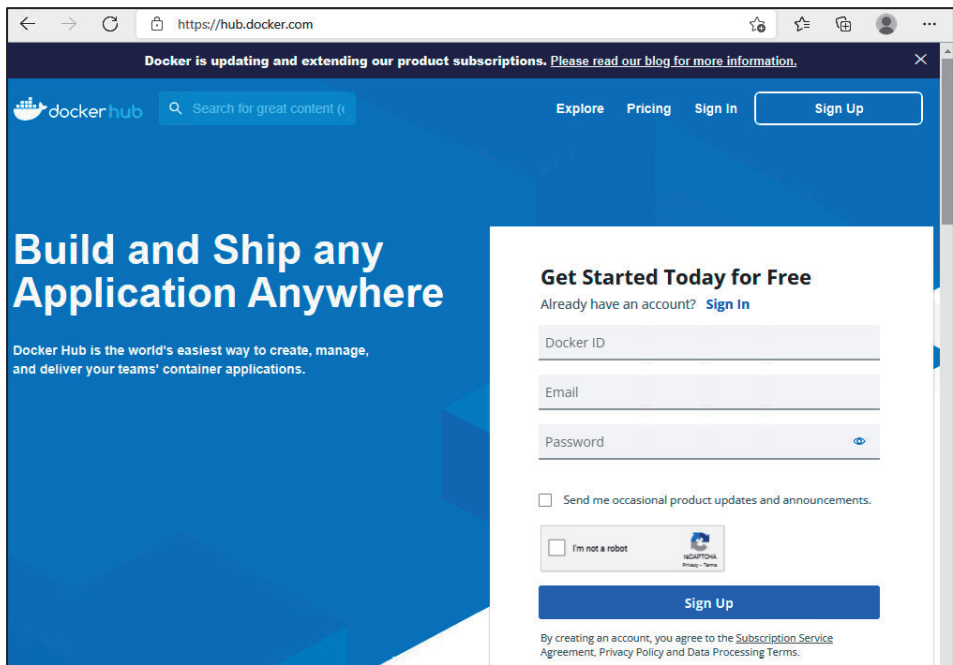 https://hub.docker.com
Docker is updating and extending our product subscriptions. Please read our blog for more information.
dockerhub
Search for great content (
Explore Pricing Sign In Sign Up
Build and Ship any
Application Anywhere
Docker Hub is the world's easiest way to create, manage,
and deliver your teams' container applications.
Get Started Today for Free
Already have an account? Sign In
Docker ID
Email
Password
Send me occasional product updates and announcements.
I'm not a robot
reCAPTCHA
Privacy - Terms
Sign Up
By creating an account, you agree to the Subscription Service
Agreement, Privacy Policy and Data Processing Terms.